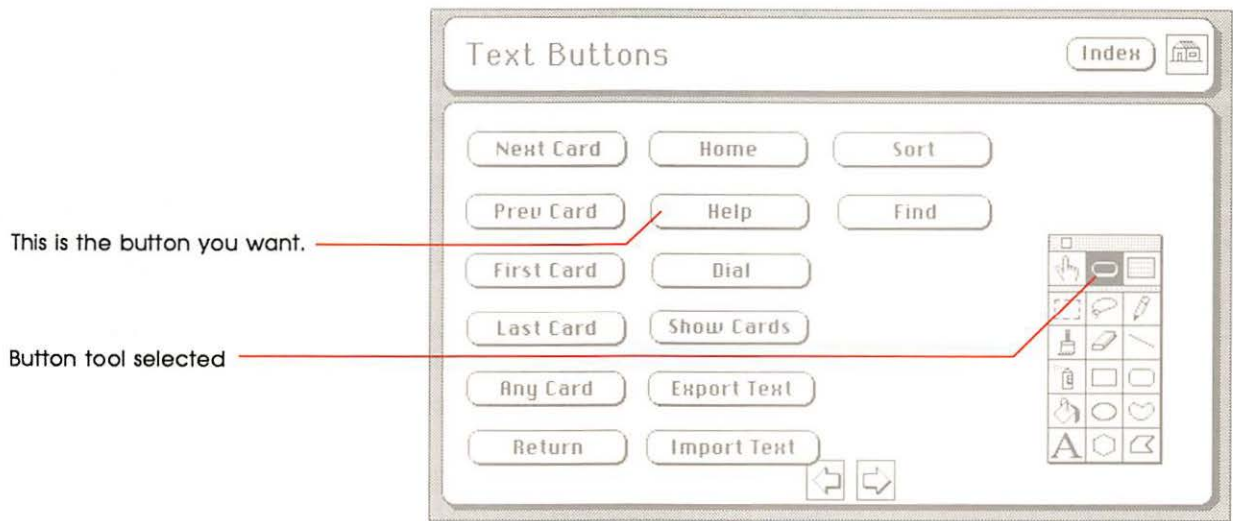 Text Buttons Index
Next Card Home Sort
Prev Card Help Find
This is the button you want.
First Card Dial
Last Card Show Cards
Button tool selected
Any Card Export Text
Return Import Text
A